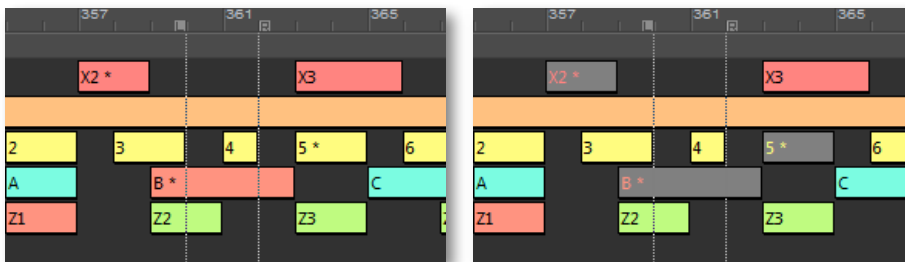 357 361 365
L R
X2 * X3
2 3 4 5 * 6
A B * C
Z1 Z2 Z3
357 361 365
L R
X2 * X3
2 3 4 5 * 6
A B * C
Z1 Z2 Z3